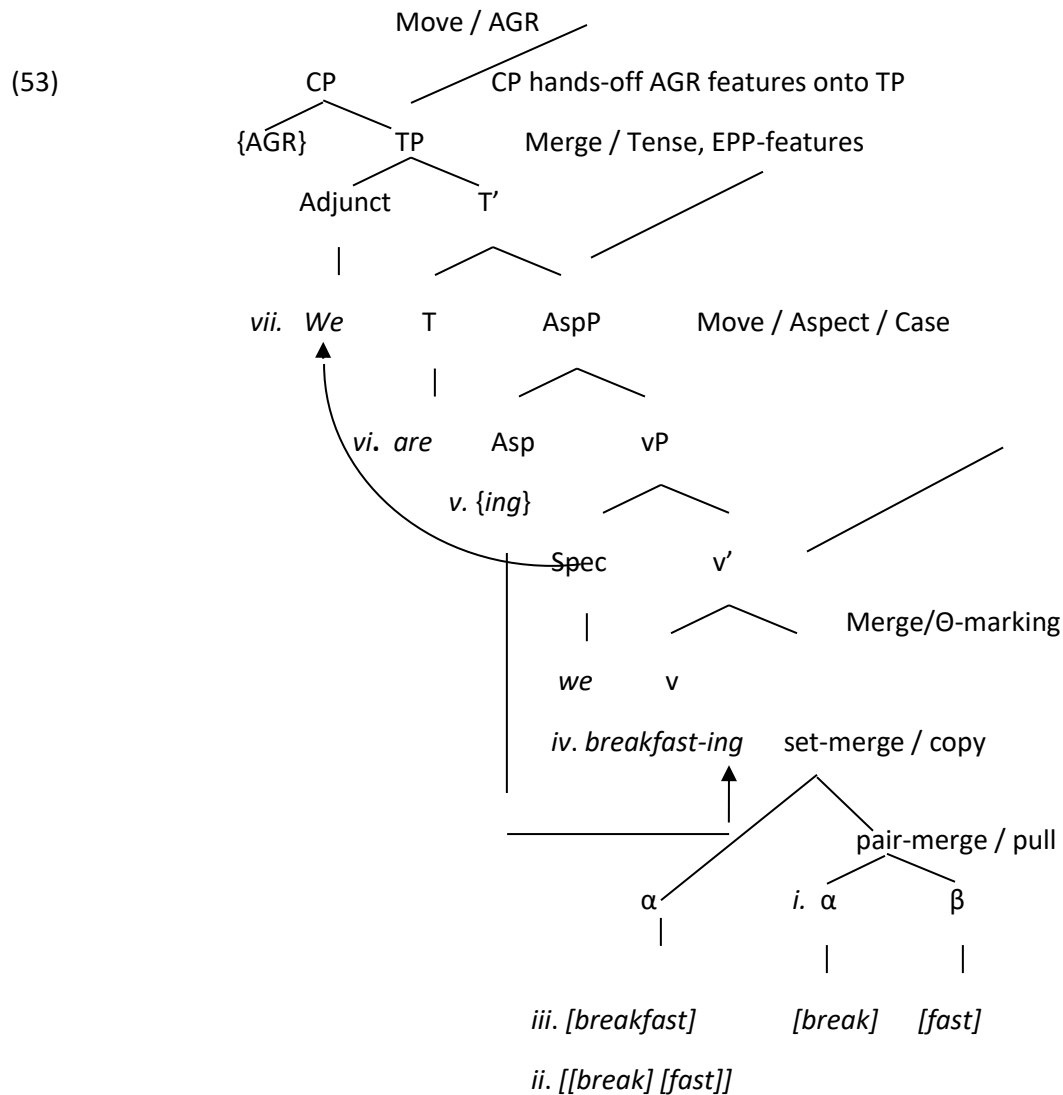 Move / AGR
(53) CP CP hands-off AGR features onto TP
{AGR} TP Merge / Tense, EPP-features
Adjunct T’
vii. We T AspP Move / Aspect / Case
vi. are Asp vP
v. {ing}
Spec v’
Merge/Θ-marking
we v
iv. breakfast-ing set-merge / copy
pair-merge / pull
α i. α β
iii. [breakfast] [break] [fast]
ii. [[break] [fast]]